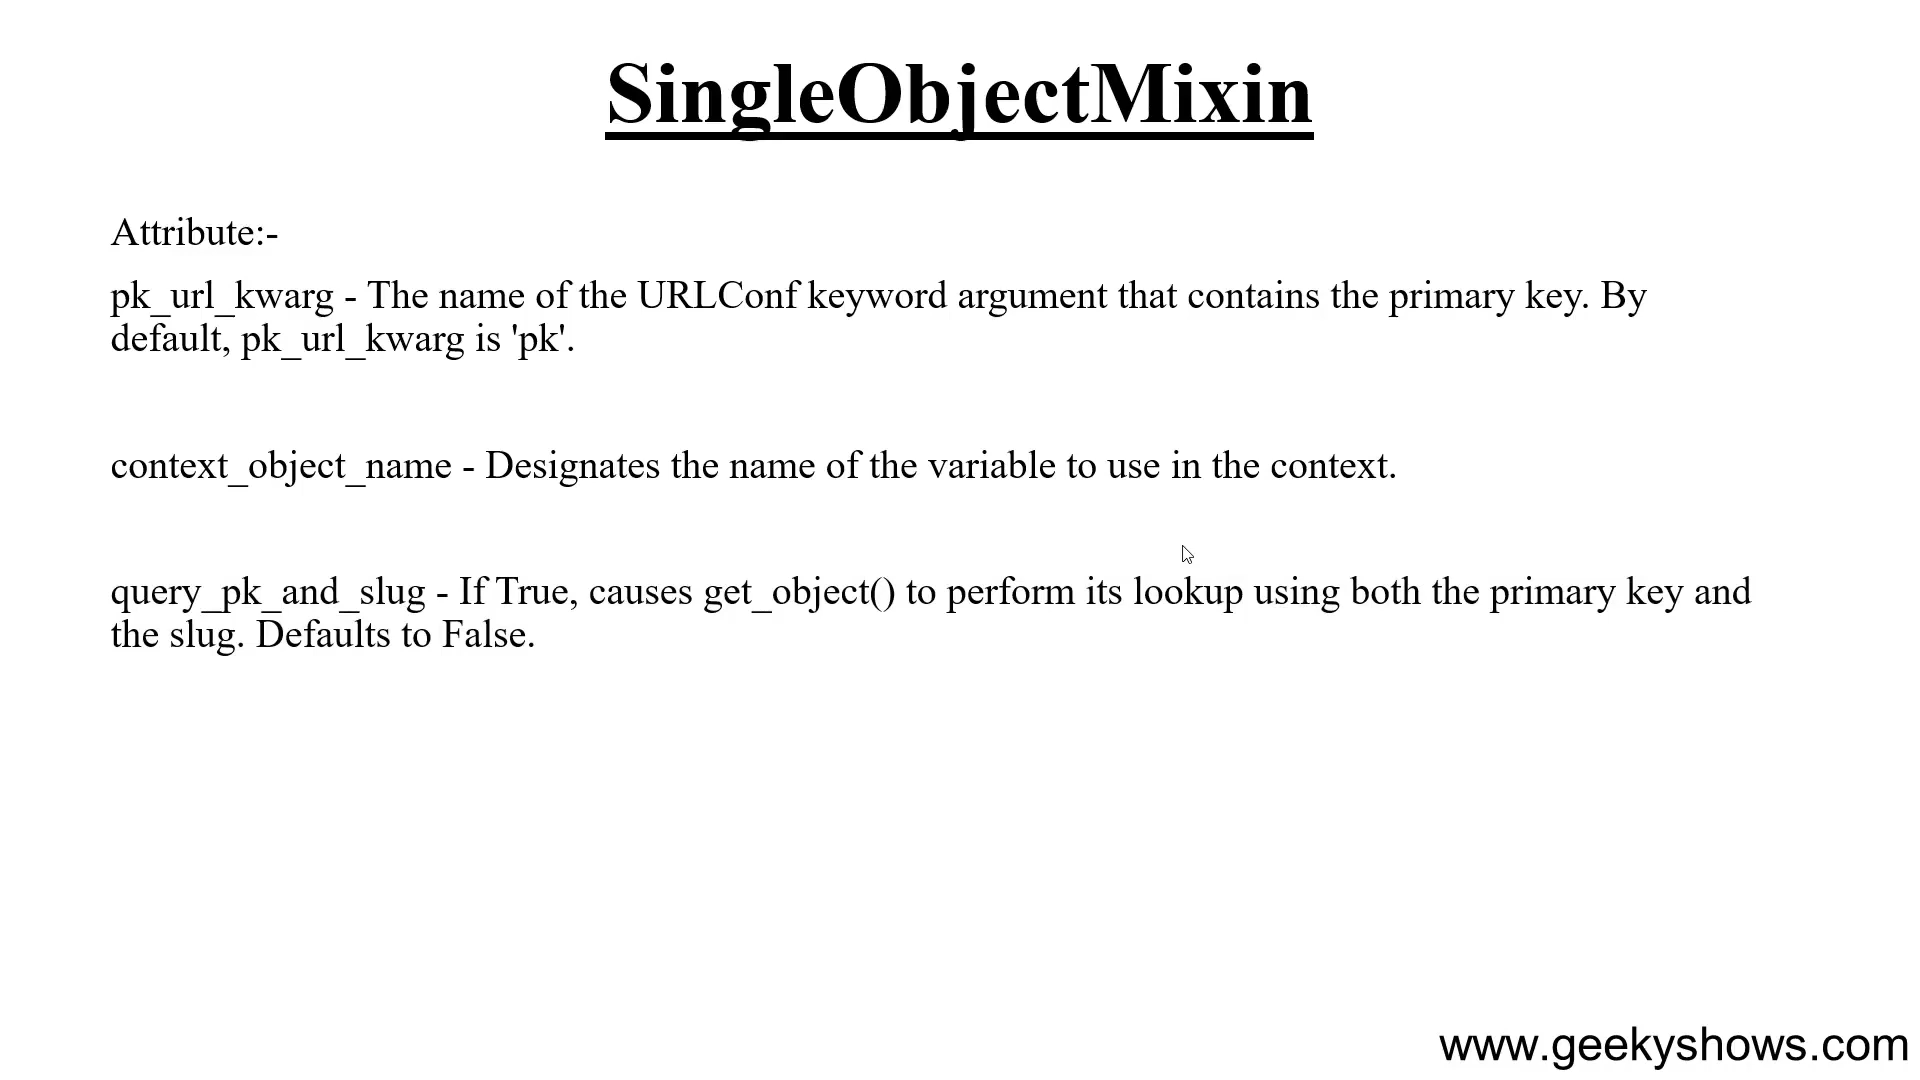 SingleObjectMixin
Attribute:-
pk_url_kwarg - The name of the URLConf keyword argument that contains the primary key. By
default, pk_url_kwarg is 'pk'.
context_object_name - Designates the name of the variable to use in the context.
query_pk_and_slug - If True, causes get_object() to perform its lookup using both the primary key and
the slug. Defaults to False.
www.geekyshows.com